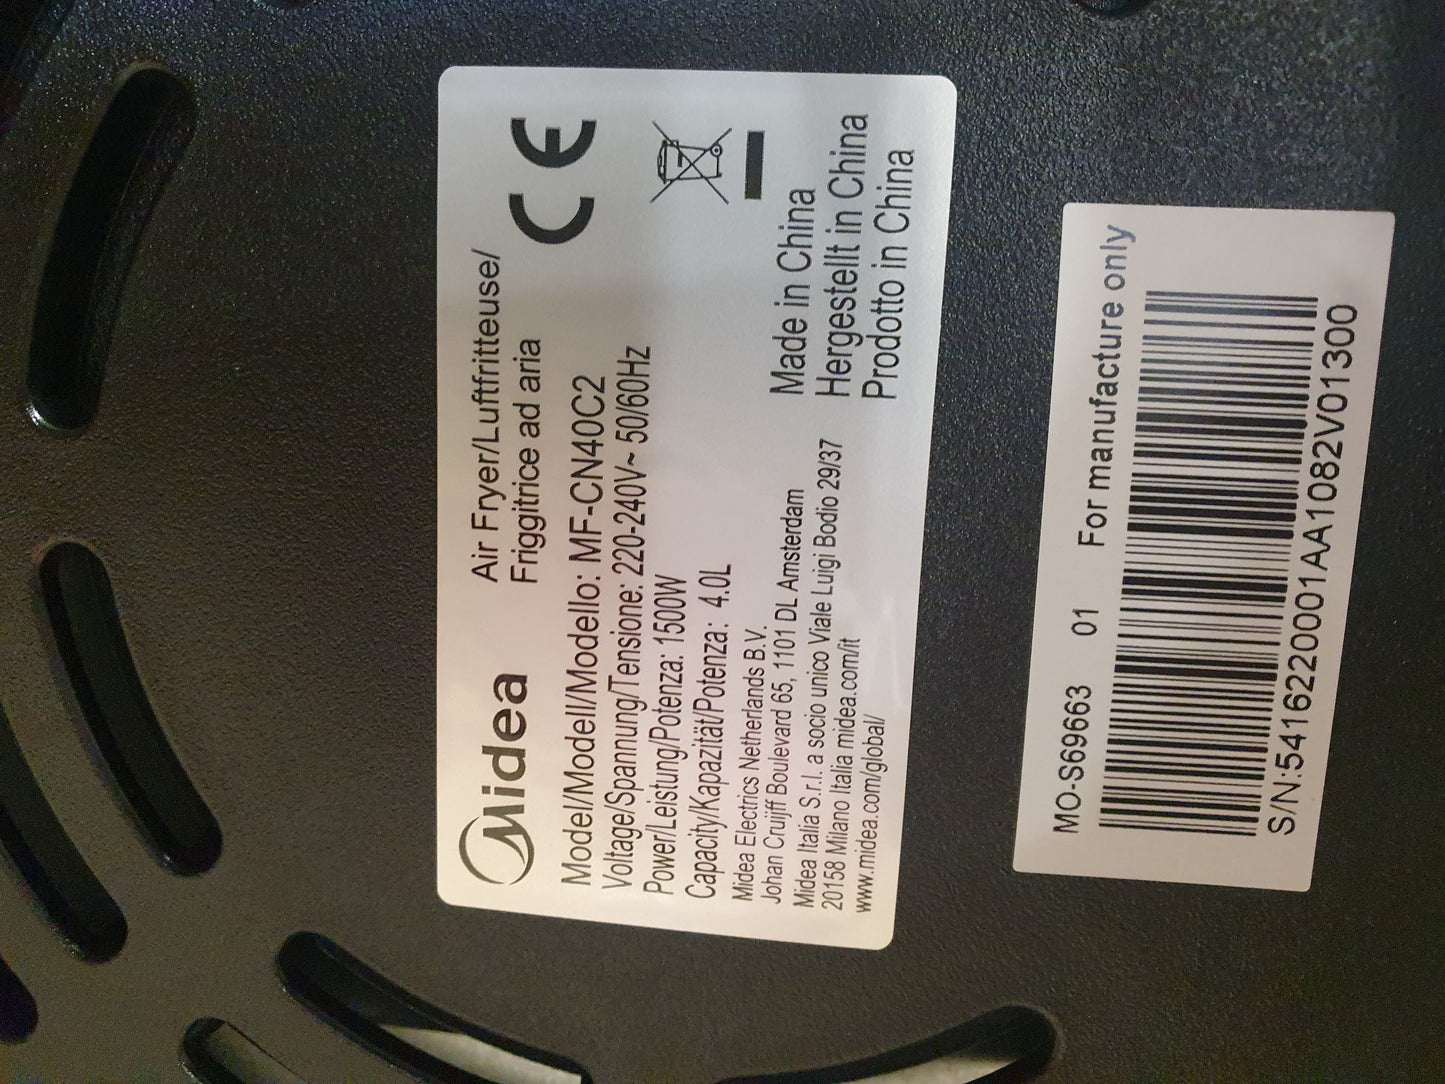 Midea
Air Fryer/Luftfritteuse/
Friggitrice ad aria
CE
Model/Modell/Modello: MF-CN40C2
Voltage/Spannung/Tensione: 220-240V~ 50/60Hz
Power/Leistung/Potenza: 1500W
Capacity/Kapazität/Potenza: 4.0L
Midea Electrics Netherlands B.V.
Johan Cruijff Boulevard 65, 1101 DL Amsterdam
Midea Italia S.r.l. a socio unico Viale Luigi Bodio 29/37
20158 Milano Italia midea.com/it
www.midea.com/global/
Made in China
Hergestellt in China
Prodotto in China
MO-S69663 01 For manufacture only
S/N:5416220001AA1082V01300